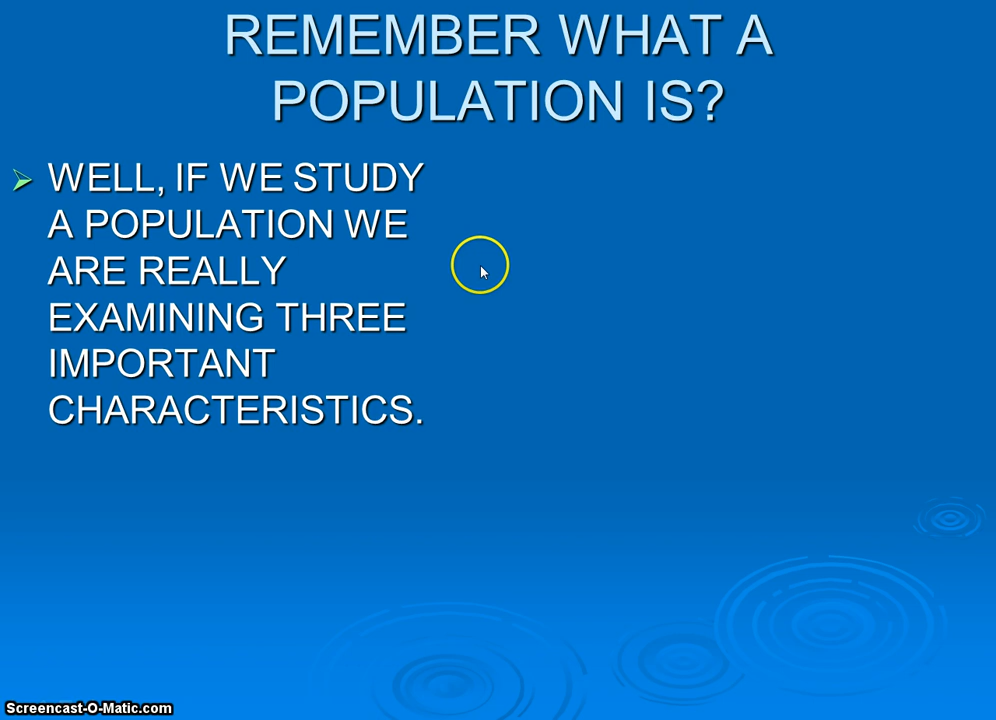 REMEMBER WHAT A
POPULATION IS?
WELL, IF WE STUDY
A POPULATION WE
ARE REALLY
EXAMINING THREE
IMPORTANT
CHARACTERISTICS.
Screencast-O-Matic.com